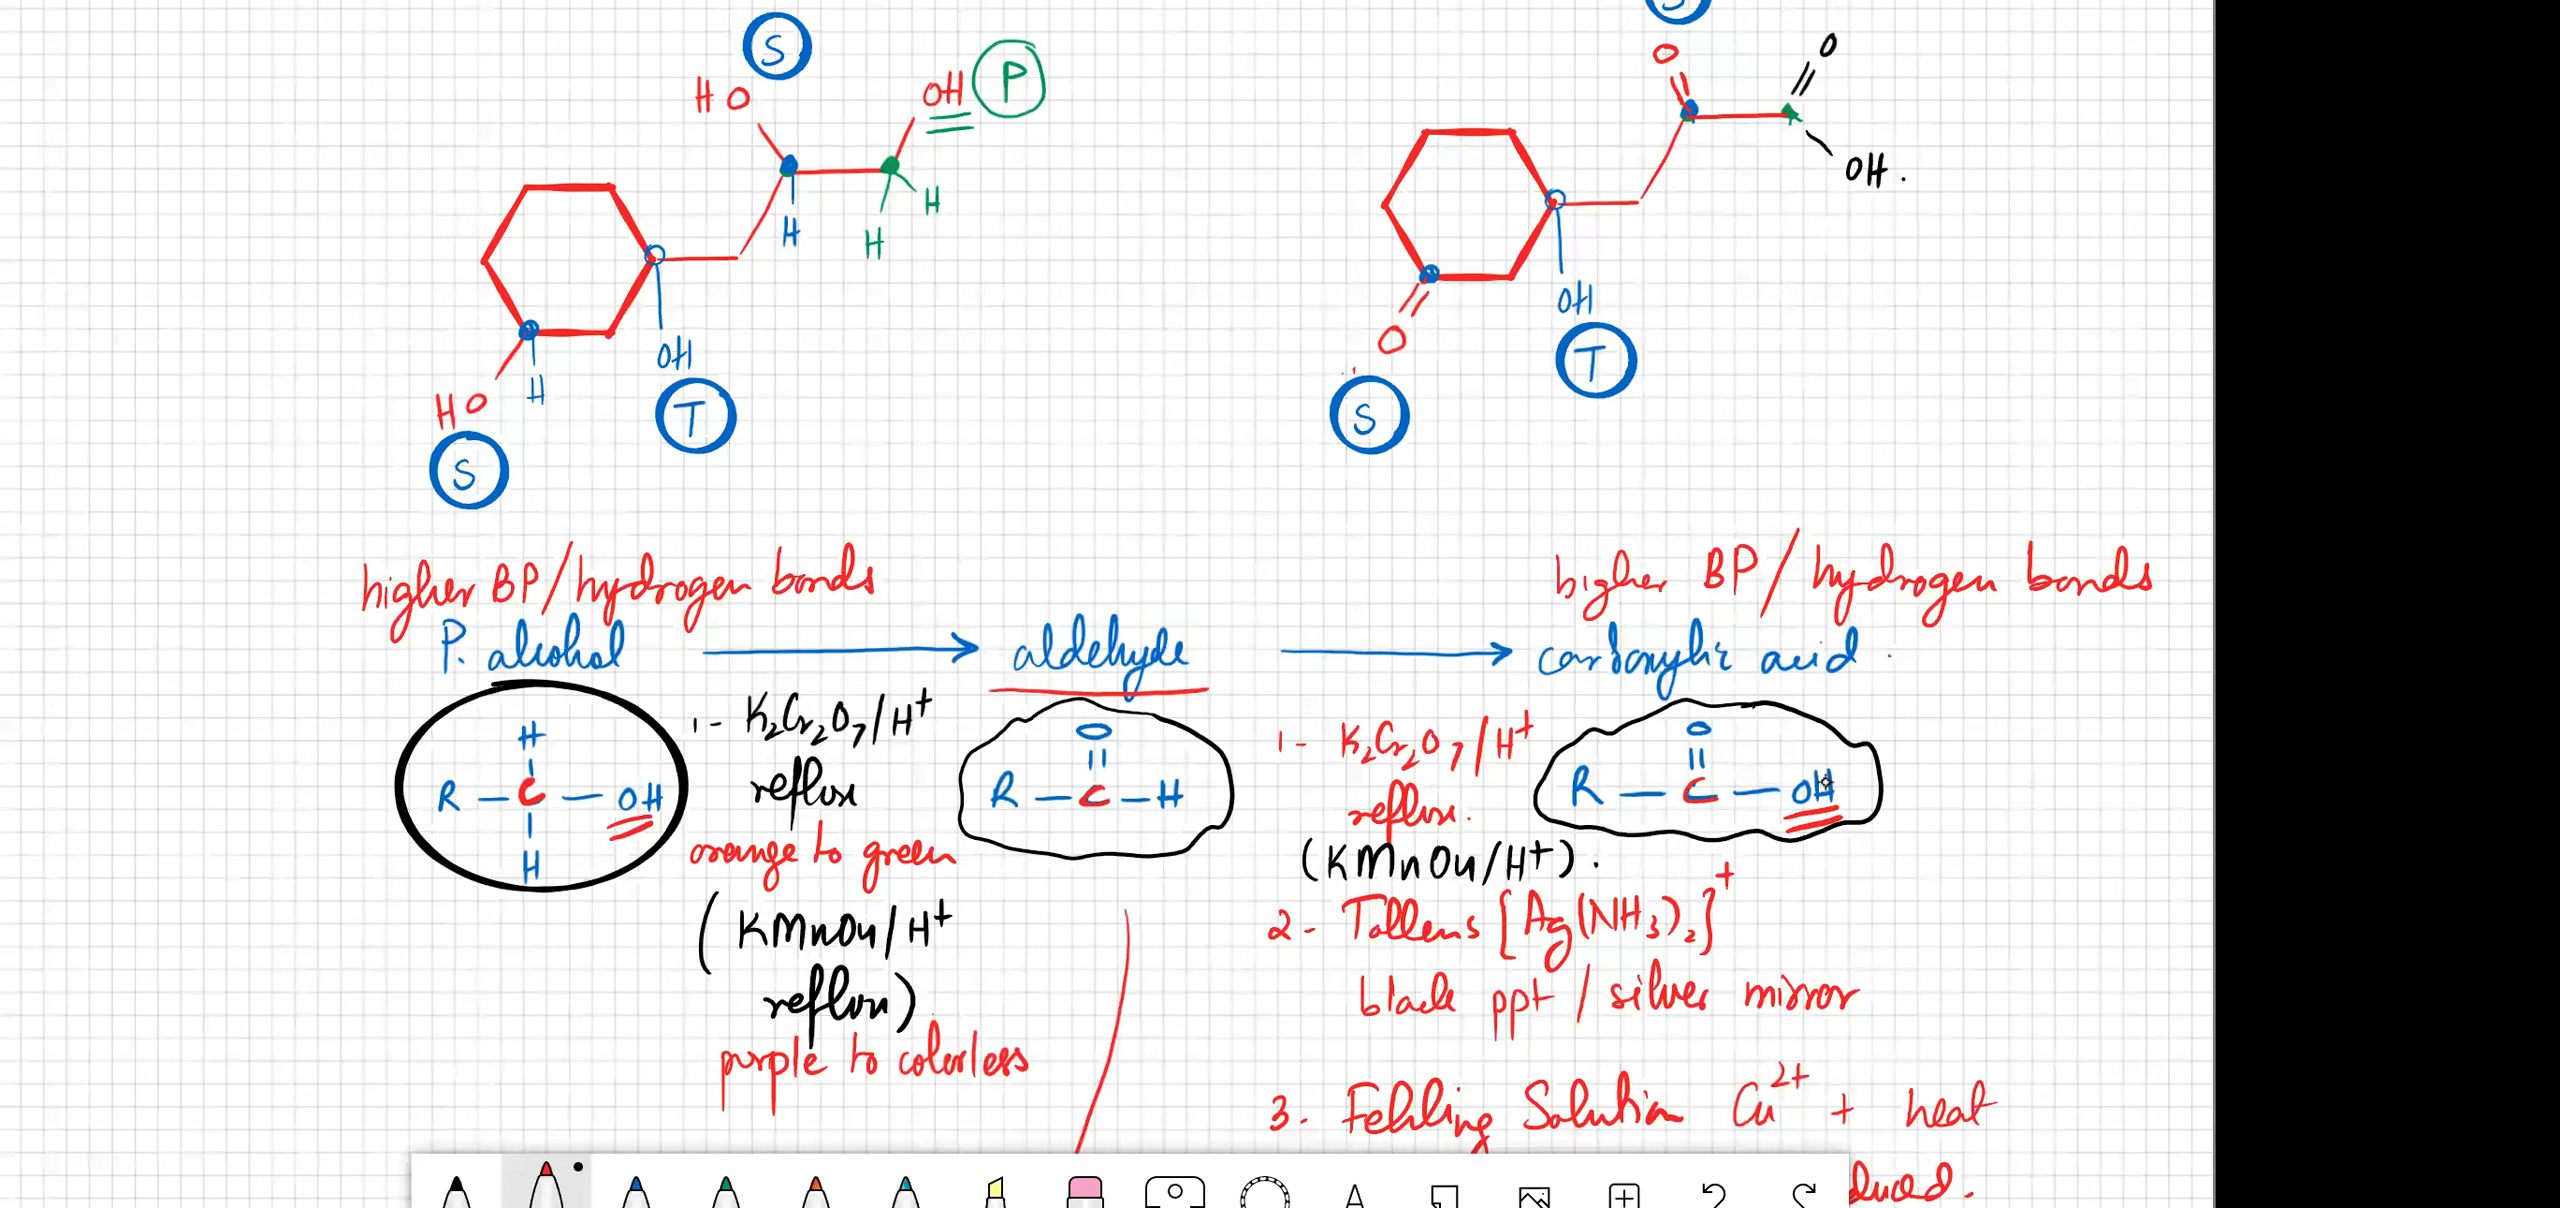 S
S
HO
OH
P
O
O
H
H
H
OH.
HO
H
OH
O
OH
S
T
S
T
higher BP/hydrogen bonds
higher BP/hydrogen bonds
P. alcohol
aldehyde
carboxylic acid.
H
R – C – OH
H
1- K2Cr2O7/H+
reflux
orange to green
(KMnO4/H+
reflux)
purple to colorless
O
R – C – H
1- K2Cr2O7/H+
reflux.
(KMnO4/H+).
O
R – C – OH
2- Tollens [Ag(NH3)2]+
black ppt / silver mirror
3. Fehling Solution Cu2+ + heat
duced.